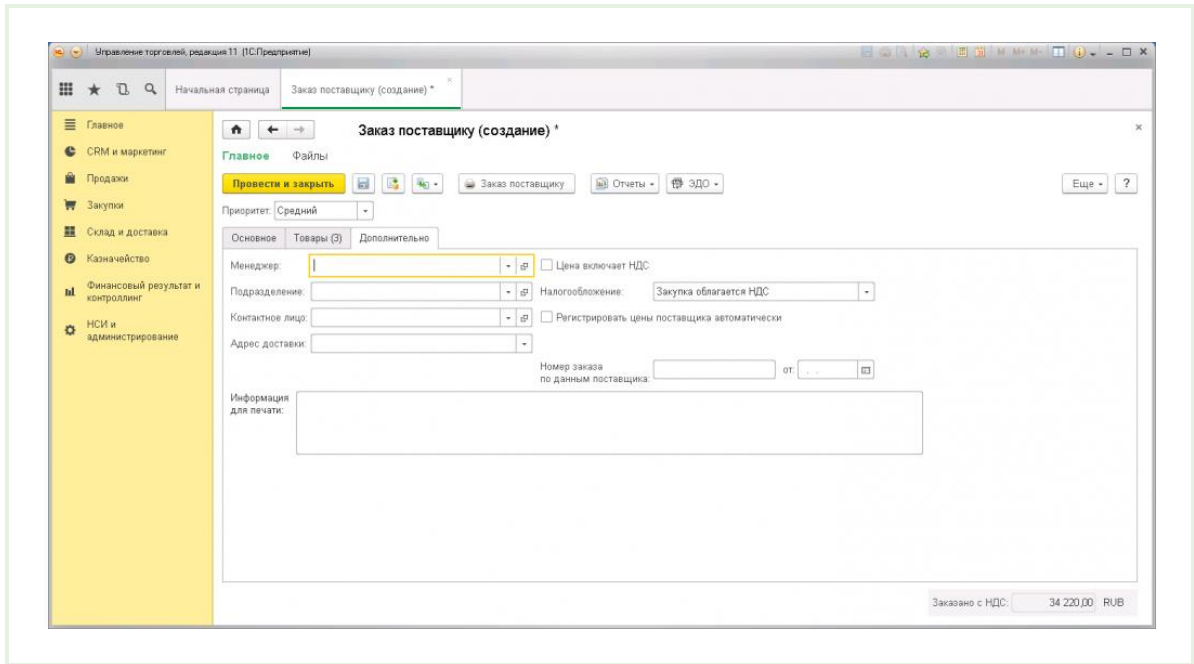 Управление торговлей, редакция 11 (1С:Предприятие)
M M+ M-
Начальная страница
Заказ поставщику (создание) *
Главное
CRM и маркетинг
Продажи
Закупки
Склад и доставка
Казначейство
Финансовый результат и
контроллинг
НСИ и
администрирование
Заказ поставщику (создание) *
Главное Файлы
Провести и закрыть Заказ поставщику Отчеты ЭДО Еще ?
Приоритет: Средний
Основное Товары (3) Дополнительно
Менеджер: Цена включает НДС
Подразделение: Налогообложение: Закупка облагается НДС
Контактное лицо: Регистрировать цены поставщика автоматически
Адрес доставки:
Номер заказа
по данным поставщика: от: . .
Информация
для печати:
Заказано с НДС: 34 220,00 RUB